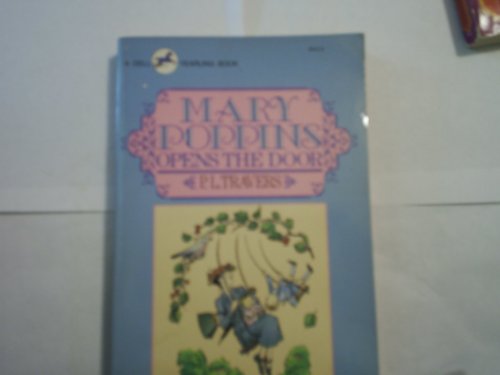 A DELL YEARLING BOOK
MARY
POPPINS
OPENS THE DOOR
P.L.TRAVERS